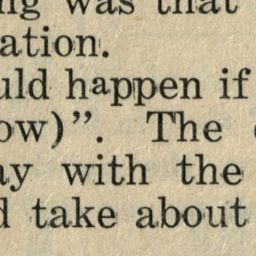 ng was that
ation.
uld happen if
ow)”. The
ay with the
d take about